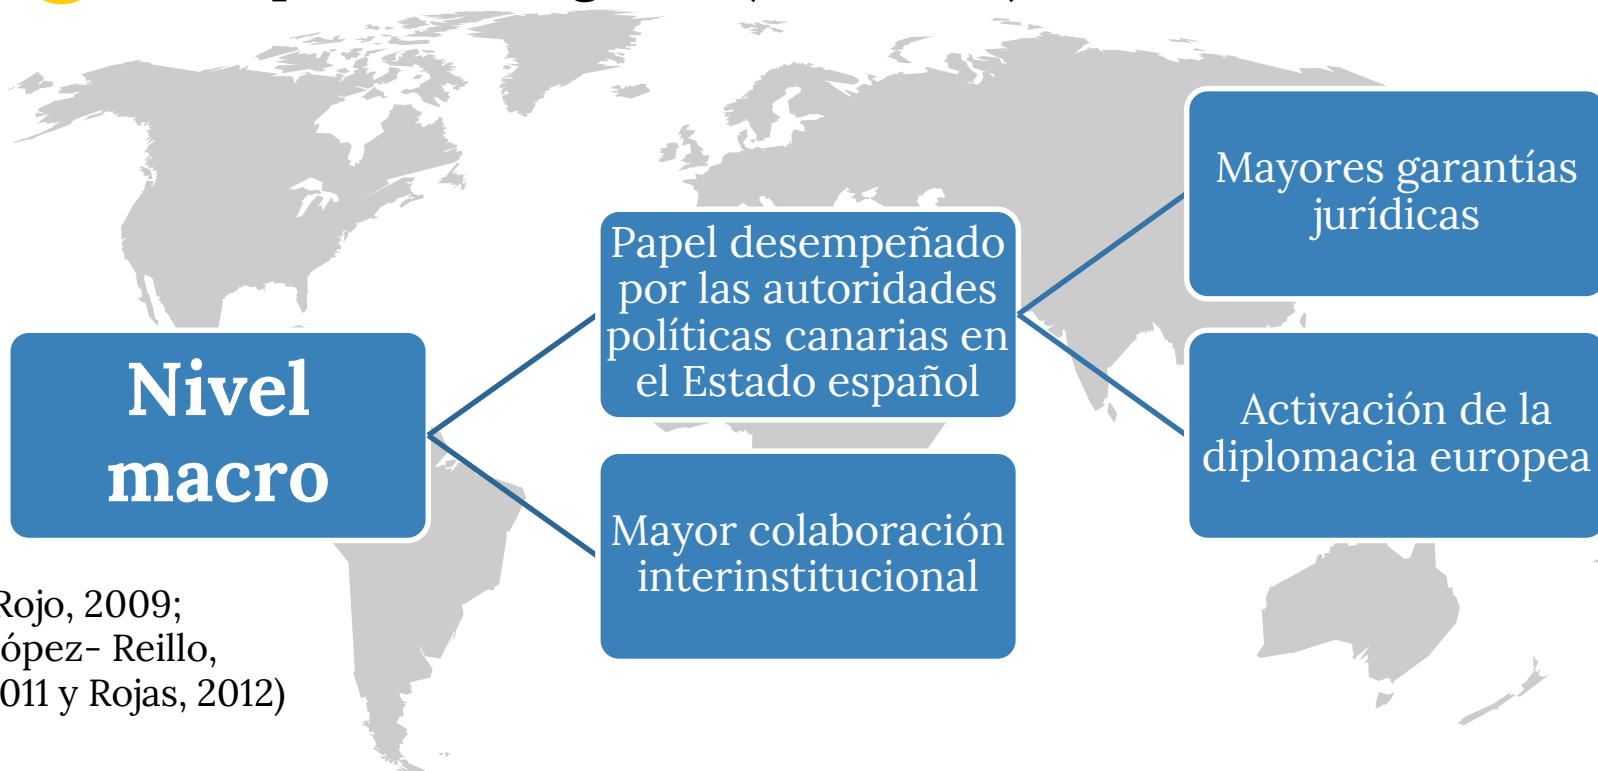 Nivel
macro
Papel desempeñado
por las autoridades
políticas canarias en
el Estado español
Mayor colaboración
interinstitucional
Mayores garantías
jurídicas
Activación de la
diplomacia europea
Rojo, 2009;
ópez- Reillo,
011 y Rojas, 2012)